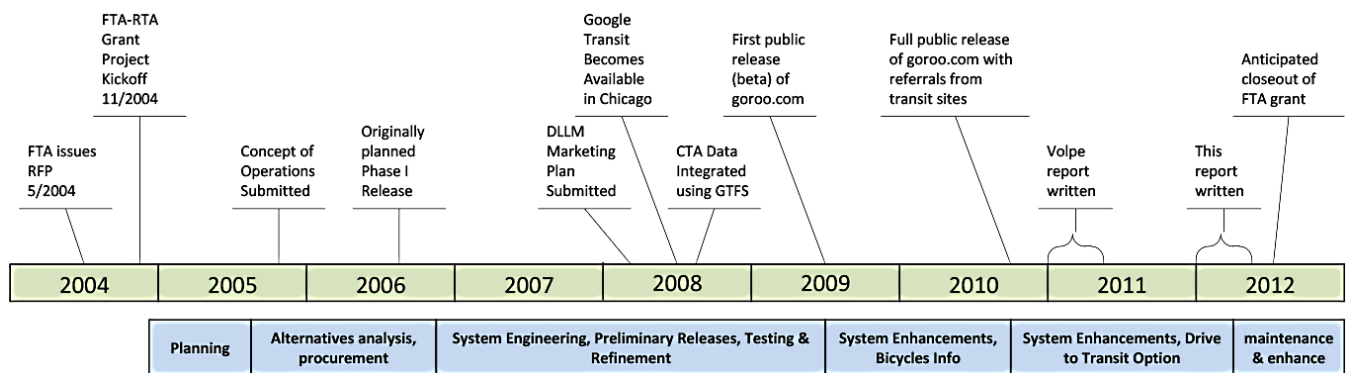 FTA-RTA
Grant
Project
Kickoff
11/2004
Google
Transit
Becomes
Available
in Chicago
First public
release
(beta) of
goroo.com
Full public release
of goroo.com with
referrals from
transit sites
Anticipated
closeout of
FTA grant
FTA issues
RFP
5/2004
Concept of
Operations
Submitted
Originally
planned
Phase I
Release
DLLM
Marketing
Plan
Submitted
CTA Data
Integrated
using GTFS
Volpe
report
written
This
report
written
2004
2005
2006
2007
2008
2009
2010
2011
2012
Planning
Alternatives analysis,
procurement
System Engineering, Preliminary Releases, Testing &
Refinement
System Enhancements,
Bicycles Info
System Enhancements, Drive
to Transit Option
maintenance
& enhance